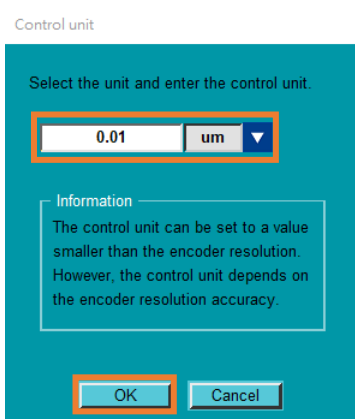 Control unit
Select the unit and enter the control unit.
0.01 um
Information
The control unit can be set to a value
smaller than the encoder resolution.
However, the control unit depends on
the encoder resolution accuracy.
OK Cancel